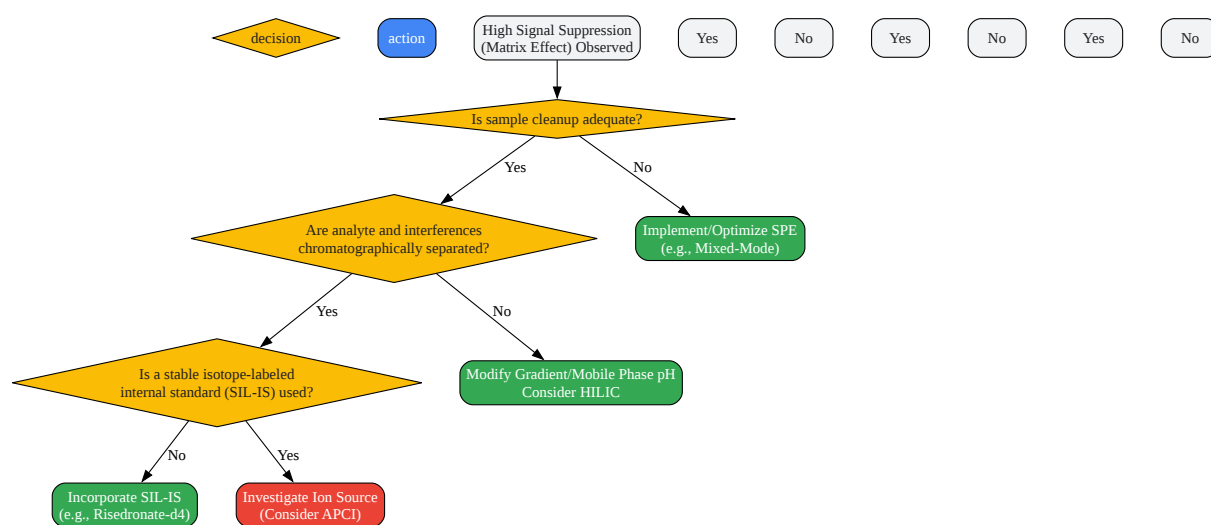 decision
action
High Signal Suppression
(Matrix Effect) Observed
Yes
No
Yes
No
Yes
No
Is sample cleanup adequate?
Yes
No
Are analyte and interferences
chromatographically separated?
Implement/Optimize SPE
(e.g., Mixed-Mode)
Yes
No
Is a stable isotope-labeled
internal standard (SIL-IS) used?
Modify Gradient/Mobile Phase pH
Consider HILIC
No
Yes
Incorporate SIL-IS
(e.g., Risedronate-d4)
Investigate Ion Source
(Consider APCI)